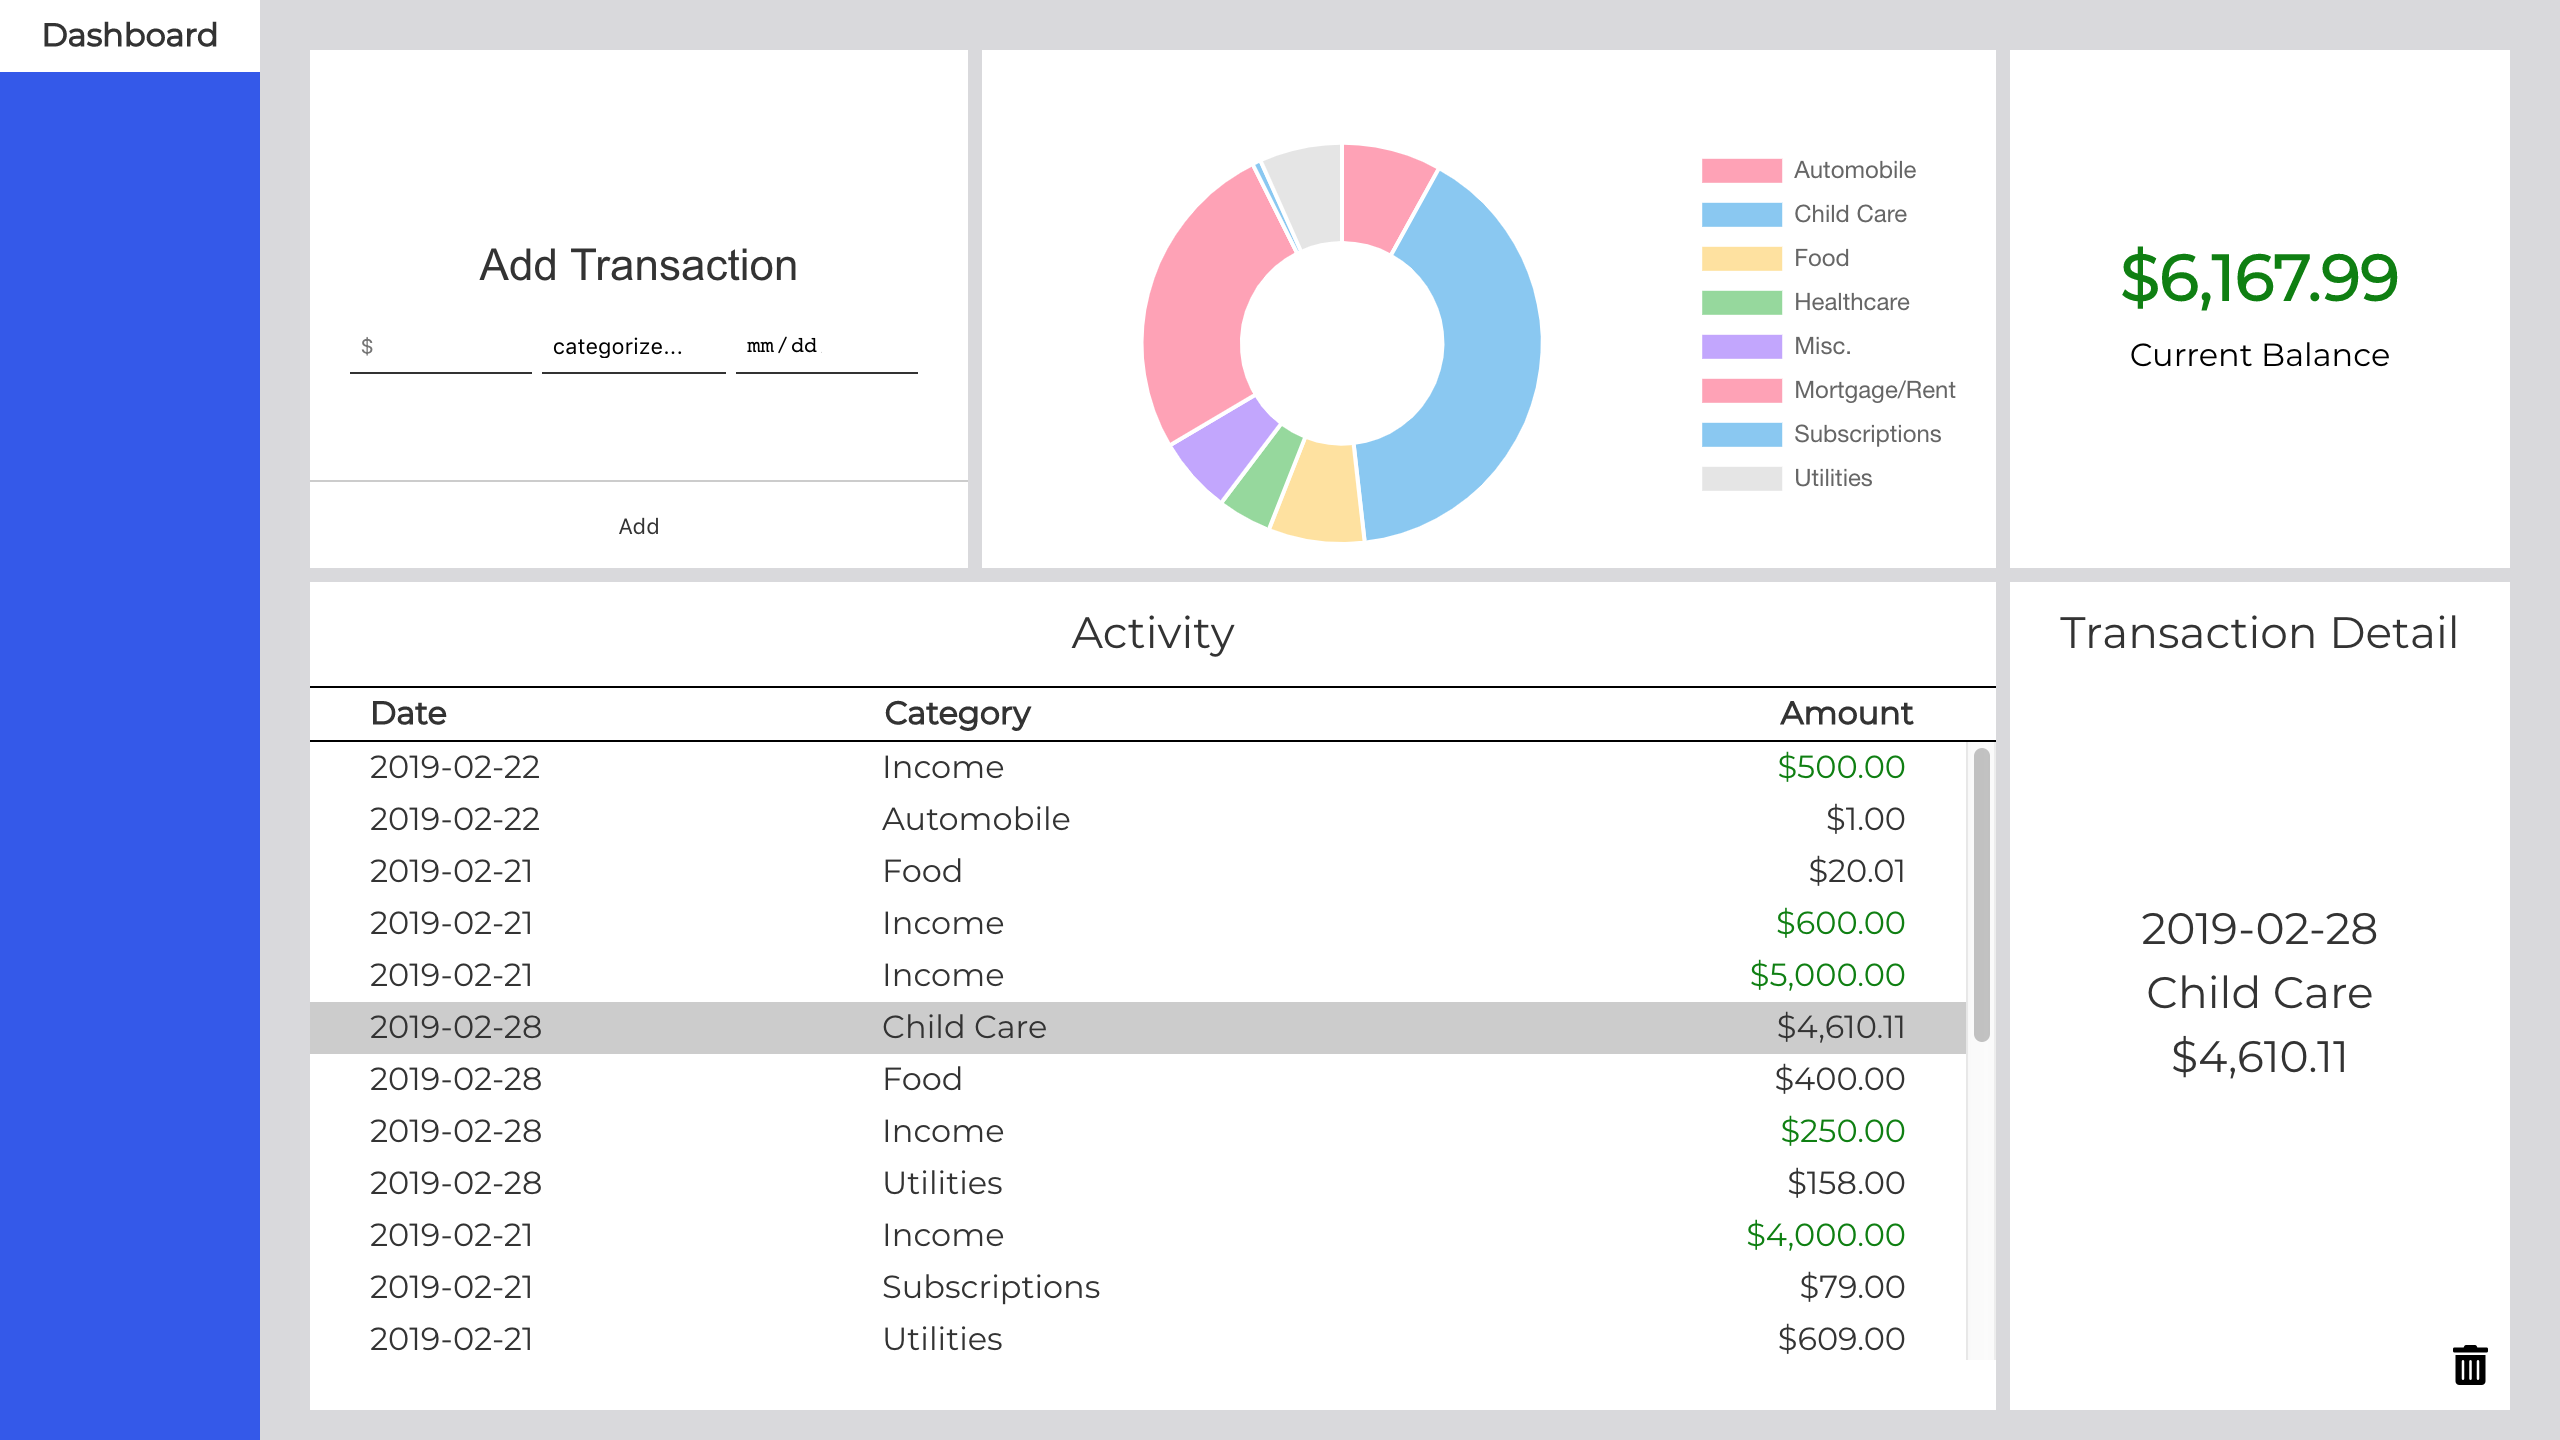 Dashboard
Add Transaction
$ categorize... mm/dd
Add
Automobile
Child Care
Food
Healthcare
Misc.
Mortgage/Rent
Subscriptions
Utilities
$6,167.99
Current Balance
Activity
Date Category Amount
2019-02-22 Income $500.00
2019-02-22 Automobile $1.00
2019-02-21 Food $20.01
2019-02-21 Income $600.00
2019-02-21 Income $5,000.00
2019-02-28 Child Care $4,610.11
2019-02-28 Food $400.00
2019-02-28 Income $250.00
2019-02-28 Utilities $158.00
2019-02-21 Income $4,000.00
2019-02-21 Subscriptions $79.00
2019-02-21 Utilities $609.00
Transaction Detail
2019-02-28
Child Care
$4,610.11